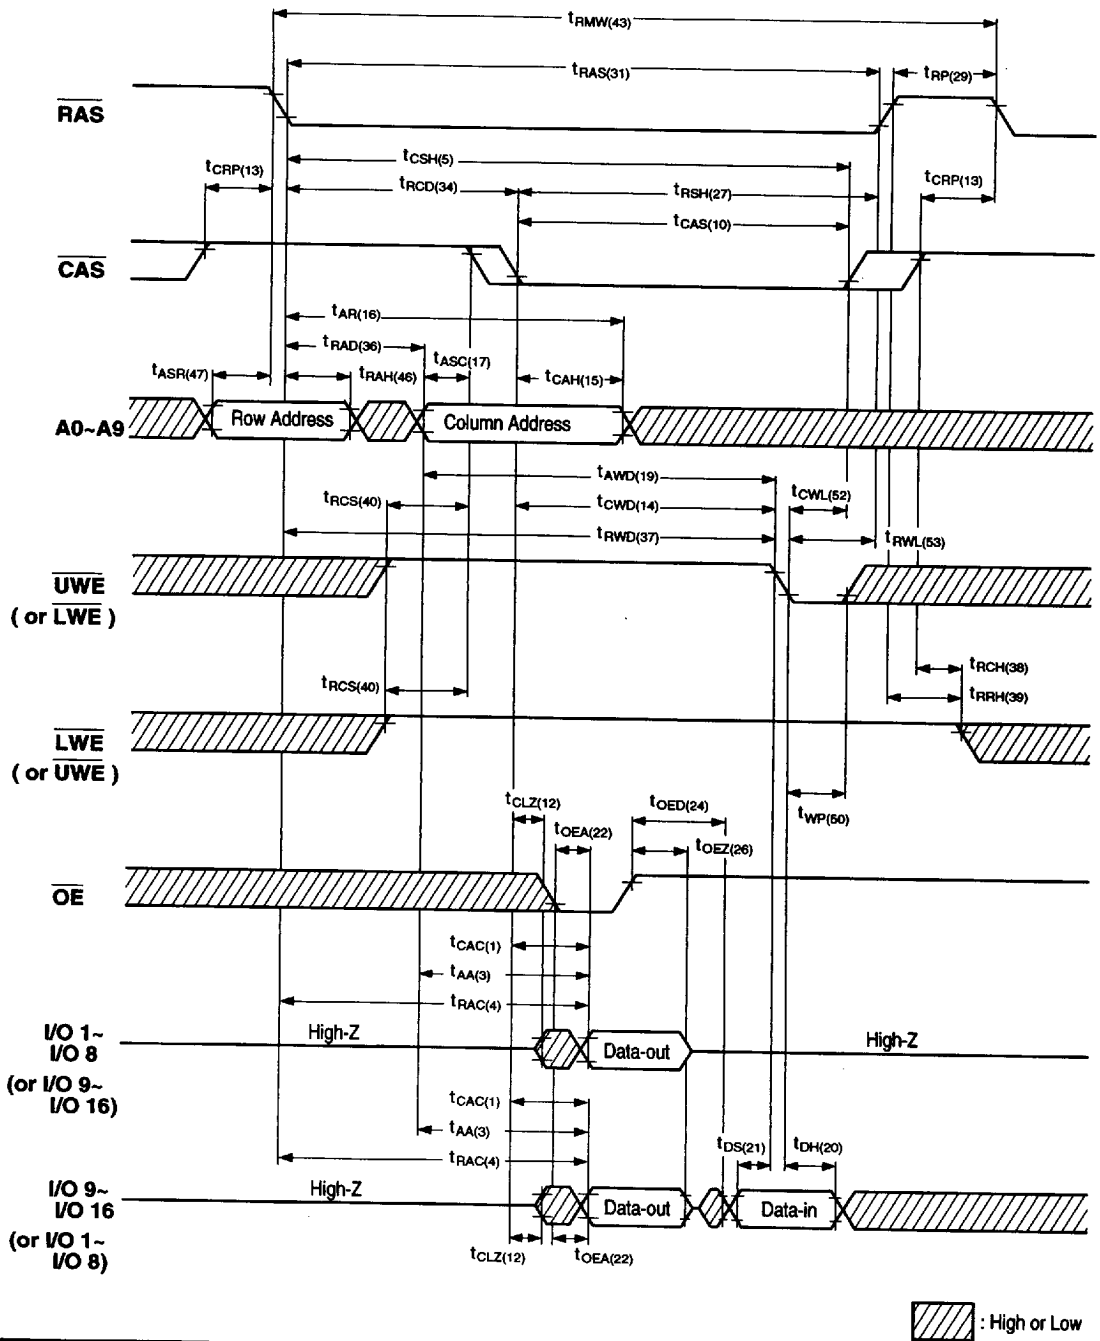 tRMW(43)
tRAS(31)
tRP(29)
RAS
tCSH(5)
tCRP(13)
tRCD(34)
tRSH(27)
tCRP(13)
tCAS(10)
CAS
tAR(16)
tRAD(36)
tASC(17)
tASR(47)
tRAH(46)
tCAH(15)
A0~A9
Row Address
Column Address
tAWD(19)
tRCS(40)
tCWD(14)
tCWL(52)
tRWD(37)
tRWL(53)
UWE
( or LWE )
tRCH(38)
tRCS(40)
tRRH(39)
LWE
( or UWE )
tCLZ(12)
tOED(24)
tWP(50)
tOEA(22)
tOEZ(26)
OE
tCAC(1)
tAA(3)
tRAC(4)
I/O 1~
I/O 8
High-Z
Data-out
High-Z
(or I/O 9~
I/O 16)
tCAC(1)
tAA(3)
tDS(21)
tDH(20)
tRAC(4)
I/O 9~
I/O 16
High-Z
Data-out
Data-in
(or I/O 1~
I/O 8)
tCLZ(12)
tOEA(22)
: High or Low